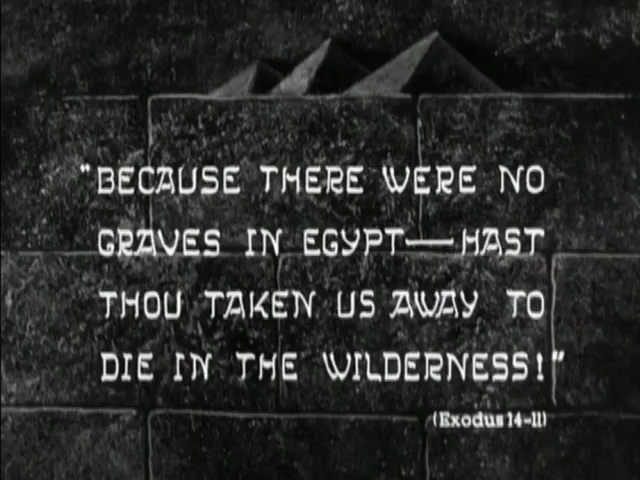 "BECAUSE THERE WERE NO
GRAVES IN EGYPT—HAST
THOU TAKEN US AWAY TO
DIE IN THE WILDERNESS!"
(Exodus 14-11)